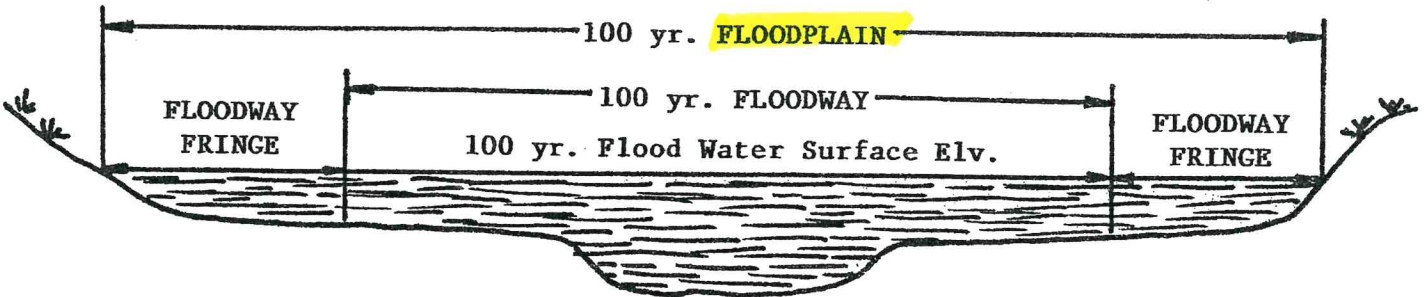 100 yr. FLOODPLAIN
100 yr. FLOODWAY
FLOODWAY
FRINGE
100 yr. Flood Water Surface Elv.
FLOODWAY
FRINGE